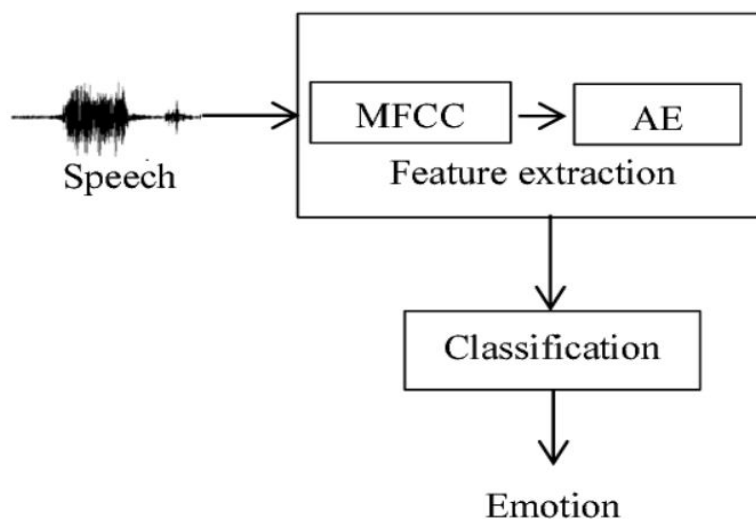 MFCC
AE
Speech
Feature extraction
Classification
Emotion